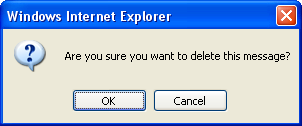 Windows Internet Explorer
Are you sure you want to delete this message?
OK
Cancel